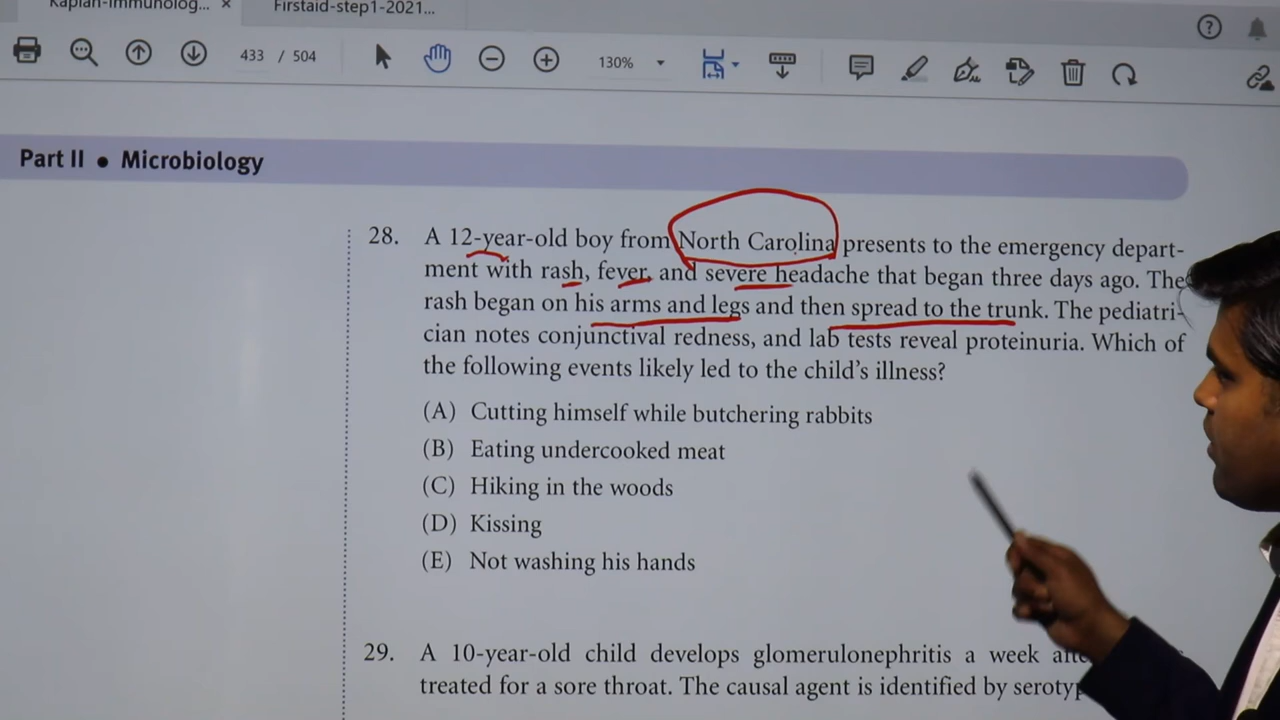 Kaplan-Immunolog... ×
Firstaid-step1-2021...
433 / 504
130%
Part II • Microbiology
28. A 12-year-old boy from North Carolina presents to the emergency depart-
ment with rash, fever, and severe headache that began three days ago. The
rash began on his arms and legs and then spread to the trunk. The pediatri-
cian notes conjunctival redness, and lab tests reveal proteinuria. Which of
the following events likely led to the child's illness?
(A) Cutting himself while butchering rabbits
(B) Eating undercooked meat
(C) Hiking in the woods
(D) Kissing
(E) Not washing his hands
29. A 10-year-old child develops glomerulonephritis a week
treated for a sore throat. The causal agent is identified by